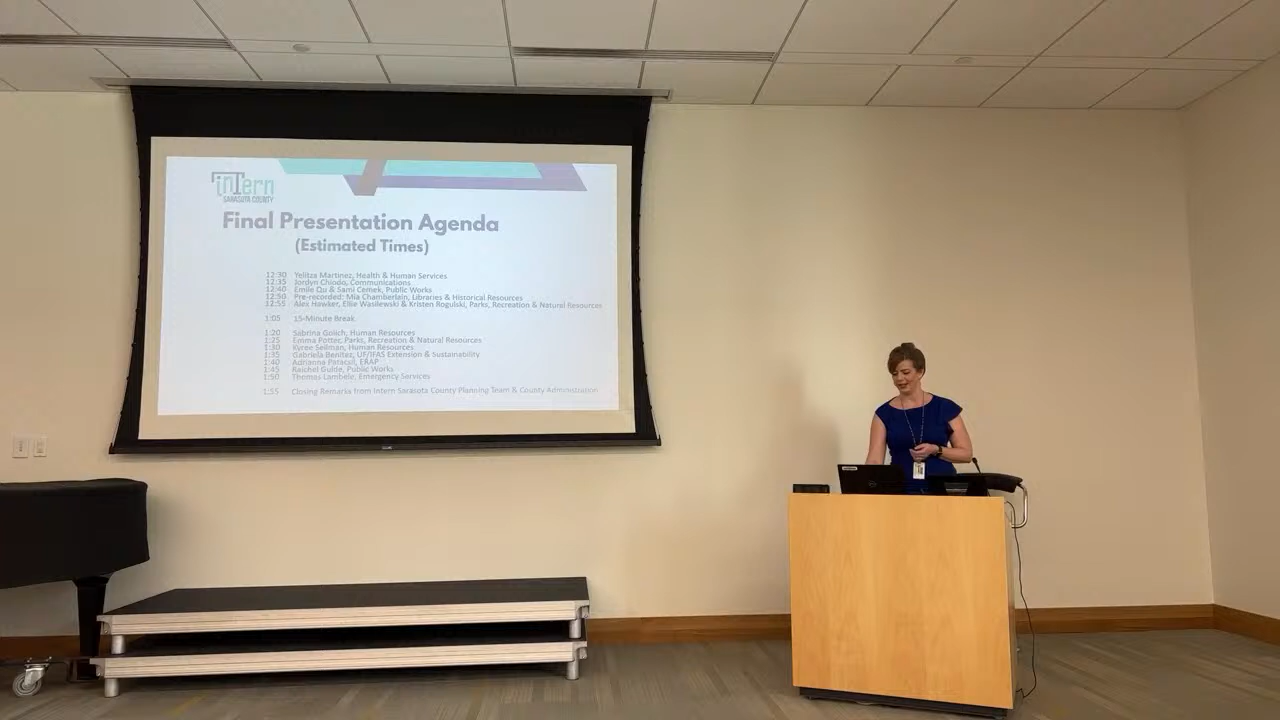 inTern
SARASOTA COUNTY
Final Presentation Agenda
(Estimated Times)
12:30 Yelitza Martinez, Health & Human Services
12:35 Jordyn Chiodo, Communications
12:40 Emile Qu & Sami Cemek, Public Works
12:50 Pre-recorded: Mia Chamberlain, Libraries & Historical Resources
12:55 Alex Hawker, Ellie Wasilewski & Kristen Rogulski, Parks, Recreation & Natural Resources
1:05 15-Minute Break
1:20 Sabrina Golich, Human Resources
1:25 Emma Potter, Parks, Recreation & Natural Resources
1:30 Kyree Sellman, Human Resources
1:35 Gabriela Benitez, UF/IFAS Extension & Sustainability
1:40 Adrianna Patacsil, ERAP
1:45 Raichel Gulde, Public Works
1:50 Thomas Lambele, Emergency Services
1:55 Closing Remarks from Intern Sarasota County Planning Team & County Administration